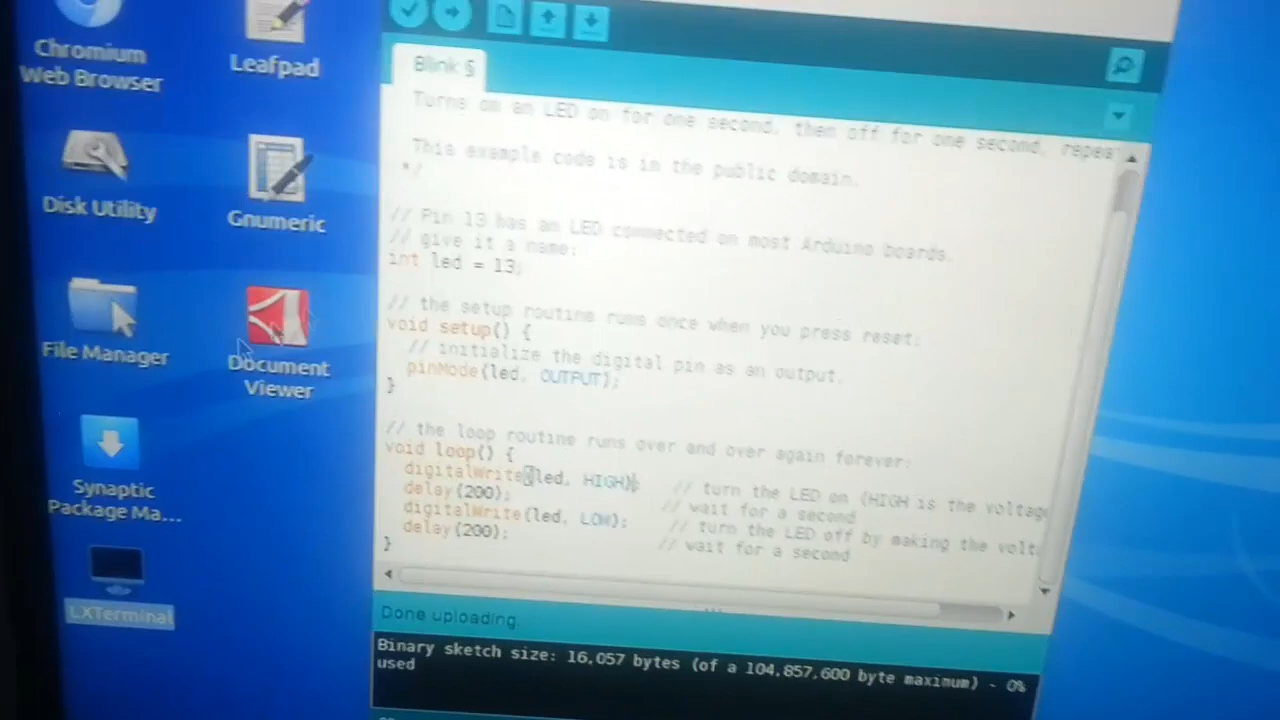 Chromium
Web Browser
Leafpad
Disk Utility
Gnumeric
File Manager
Document
Viewer
Synaptic
Package Ma...
LXTerminal
Blink §
Turns on an LED on for one second, then off for one second, repea
This example code is in the public domain.
*/
// Pin 13 has an LED connected on most Arduino boards.
// give it a name:
int led = 13;
// the setup routine runs once when you press reset:
void setup() {
// initialize the digital pin as an output.
pinMode(led, OUTPUT);
}
// the loop routine runs over and over again forever:
void loop() {
digitalWrite(led, HIGH); // turn the LED on (HIGH is the voltage
delay(200); // wait for a second
digitalWrite(led, LOW); // turn the LED off by making the volt
delay(200); // wait for a second
}
Done uploading.
Binary sketch size: 16,057 bytes (of a 104,857,600 byte maximum) - 0%
used